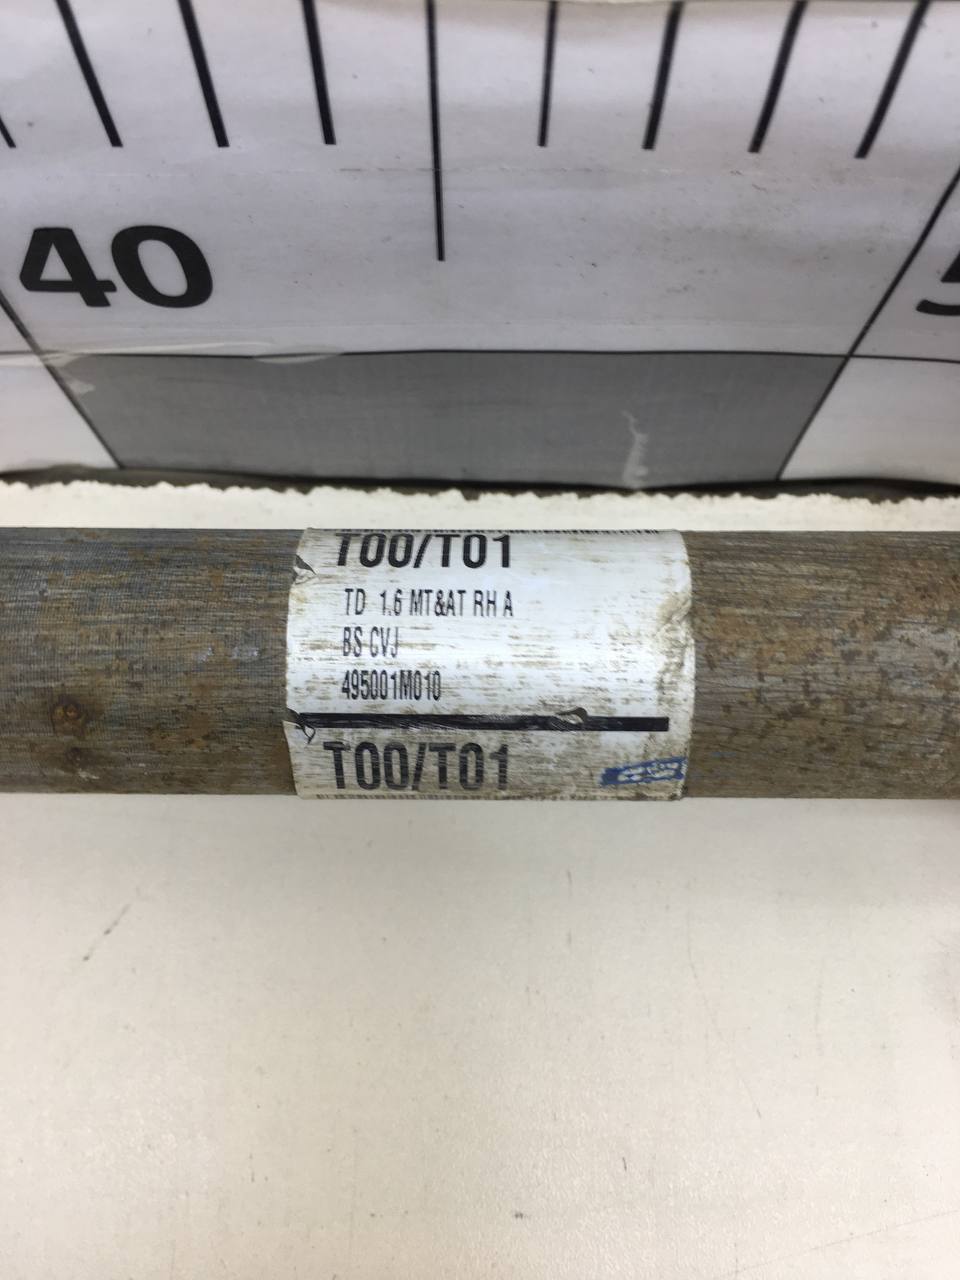 40
T00/T01
TD 1.6 MT&AT RH A
BS CVJ
495001M010
T00/T01